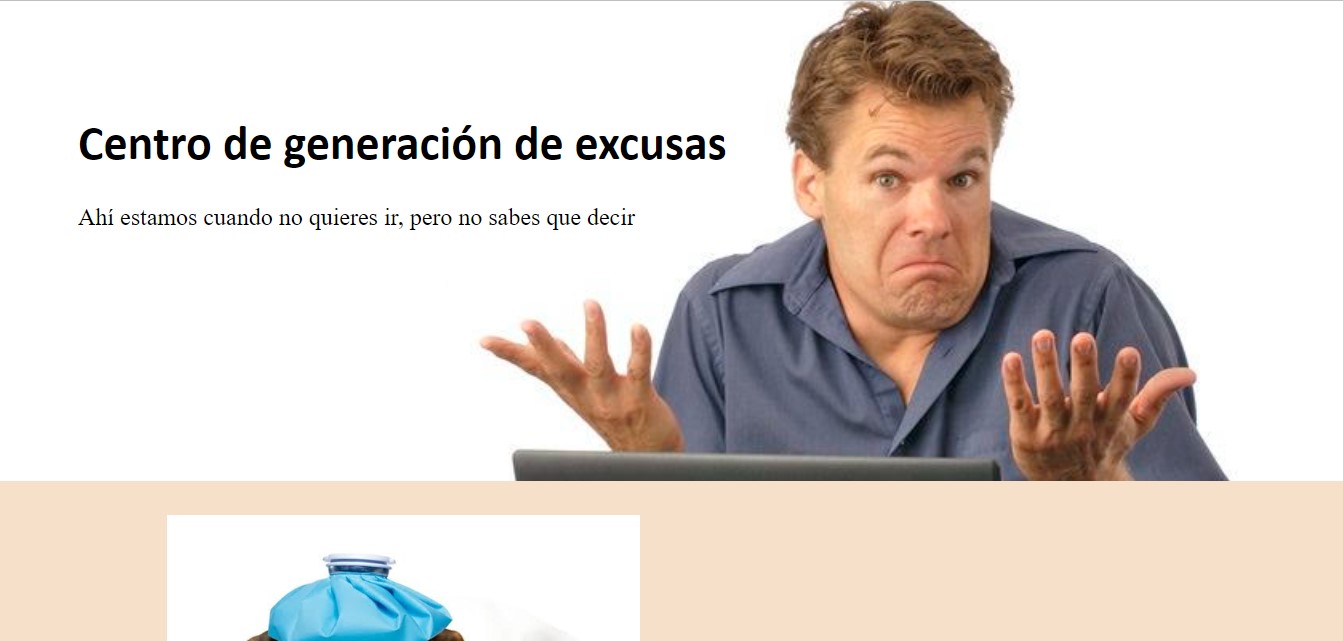 Centro de generación de excusas
Ahí estamos cuando no quieres ir, pero no sabes que decir